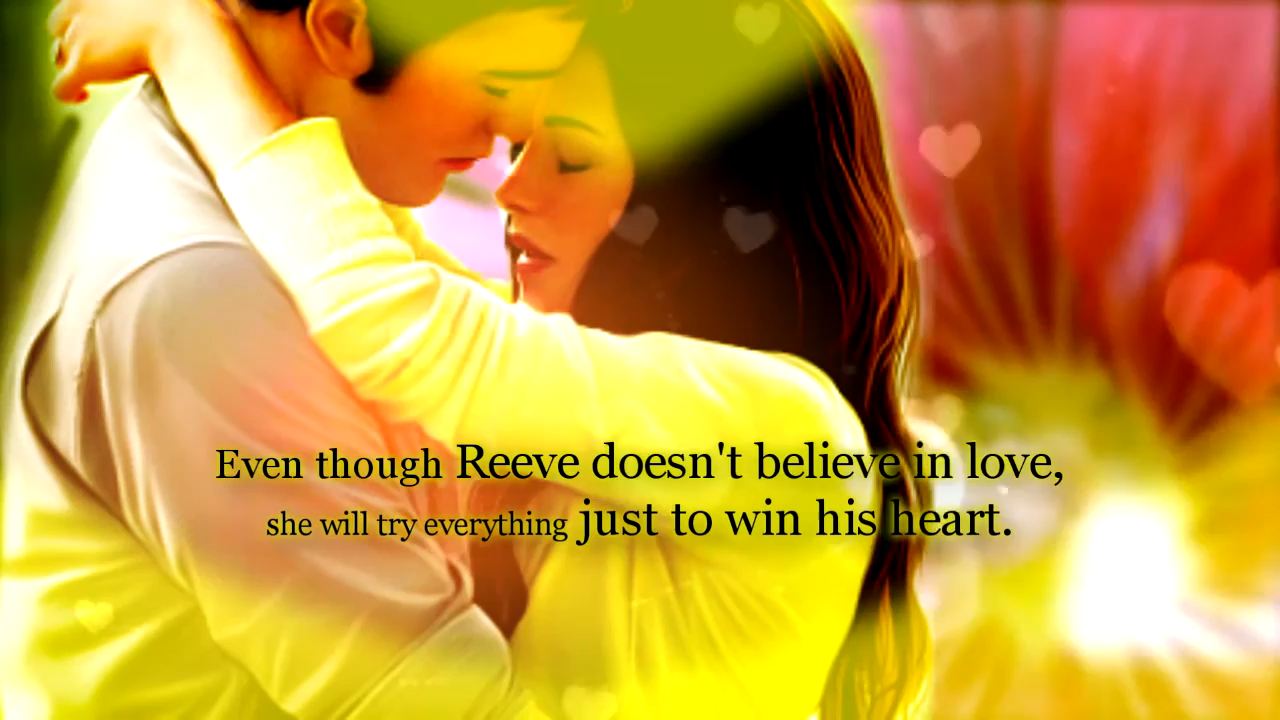 Even though Reeve doesn't believe in love,
she will try everything just to win his heart.